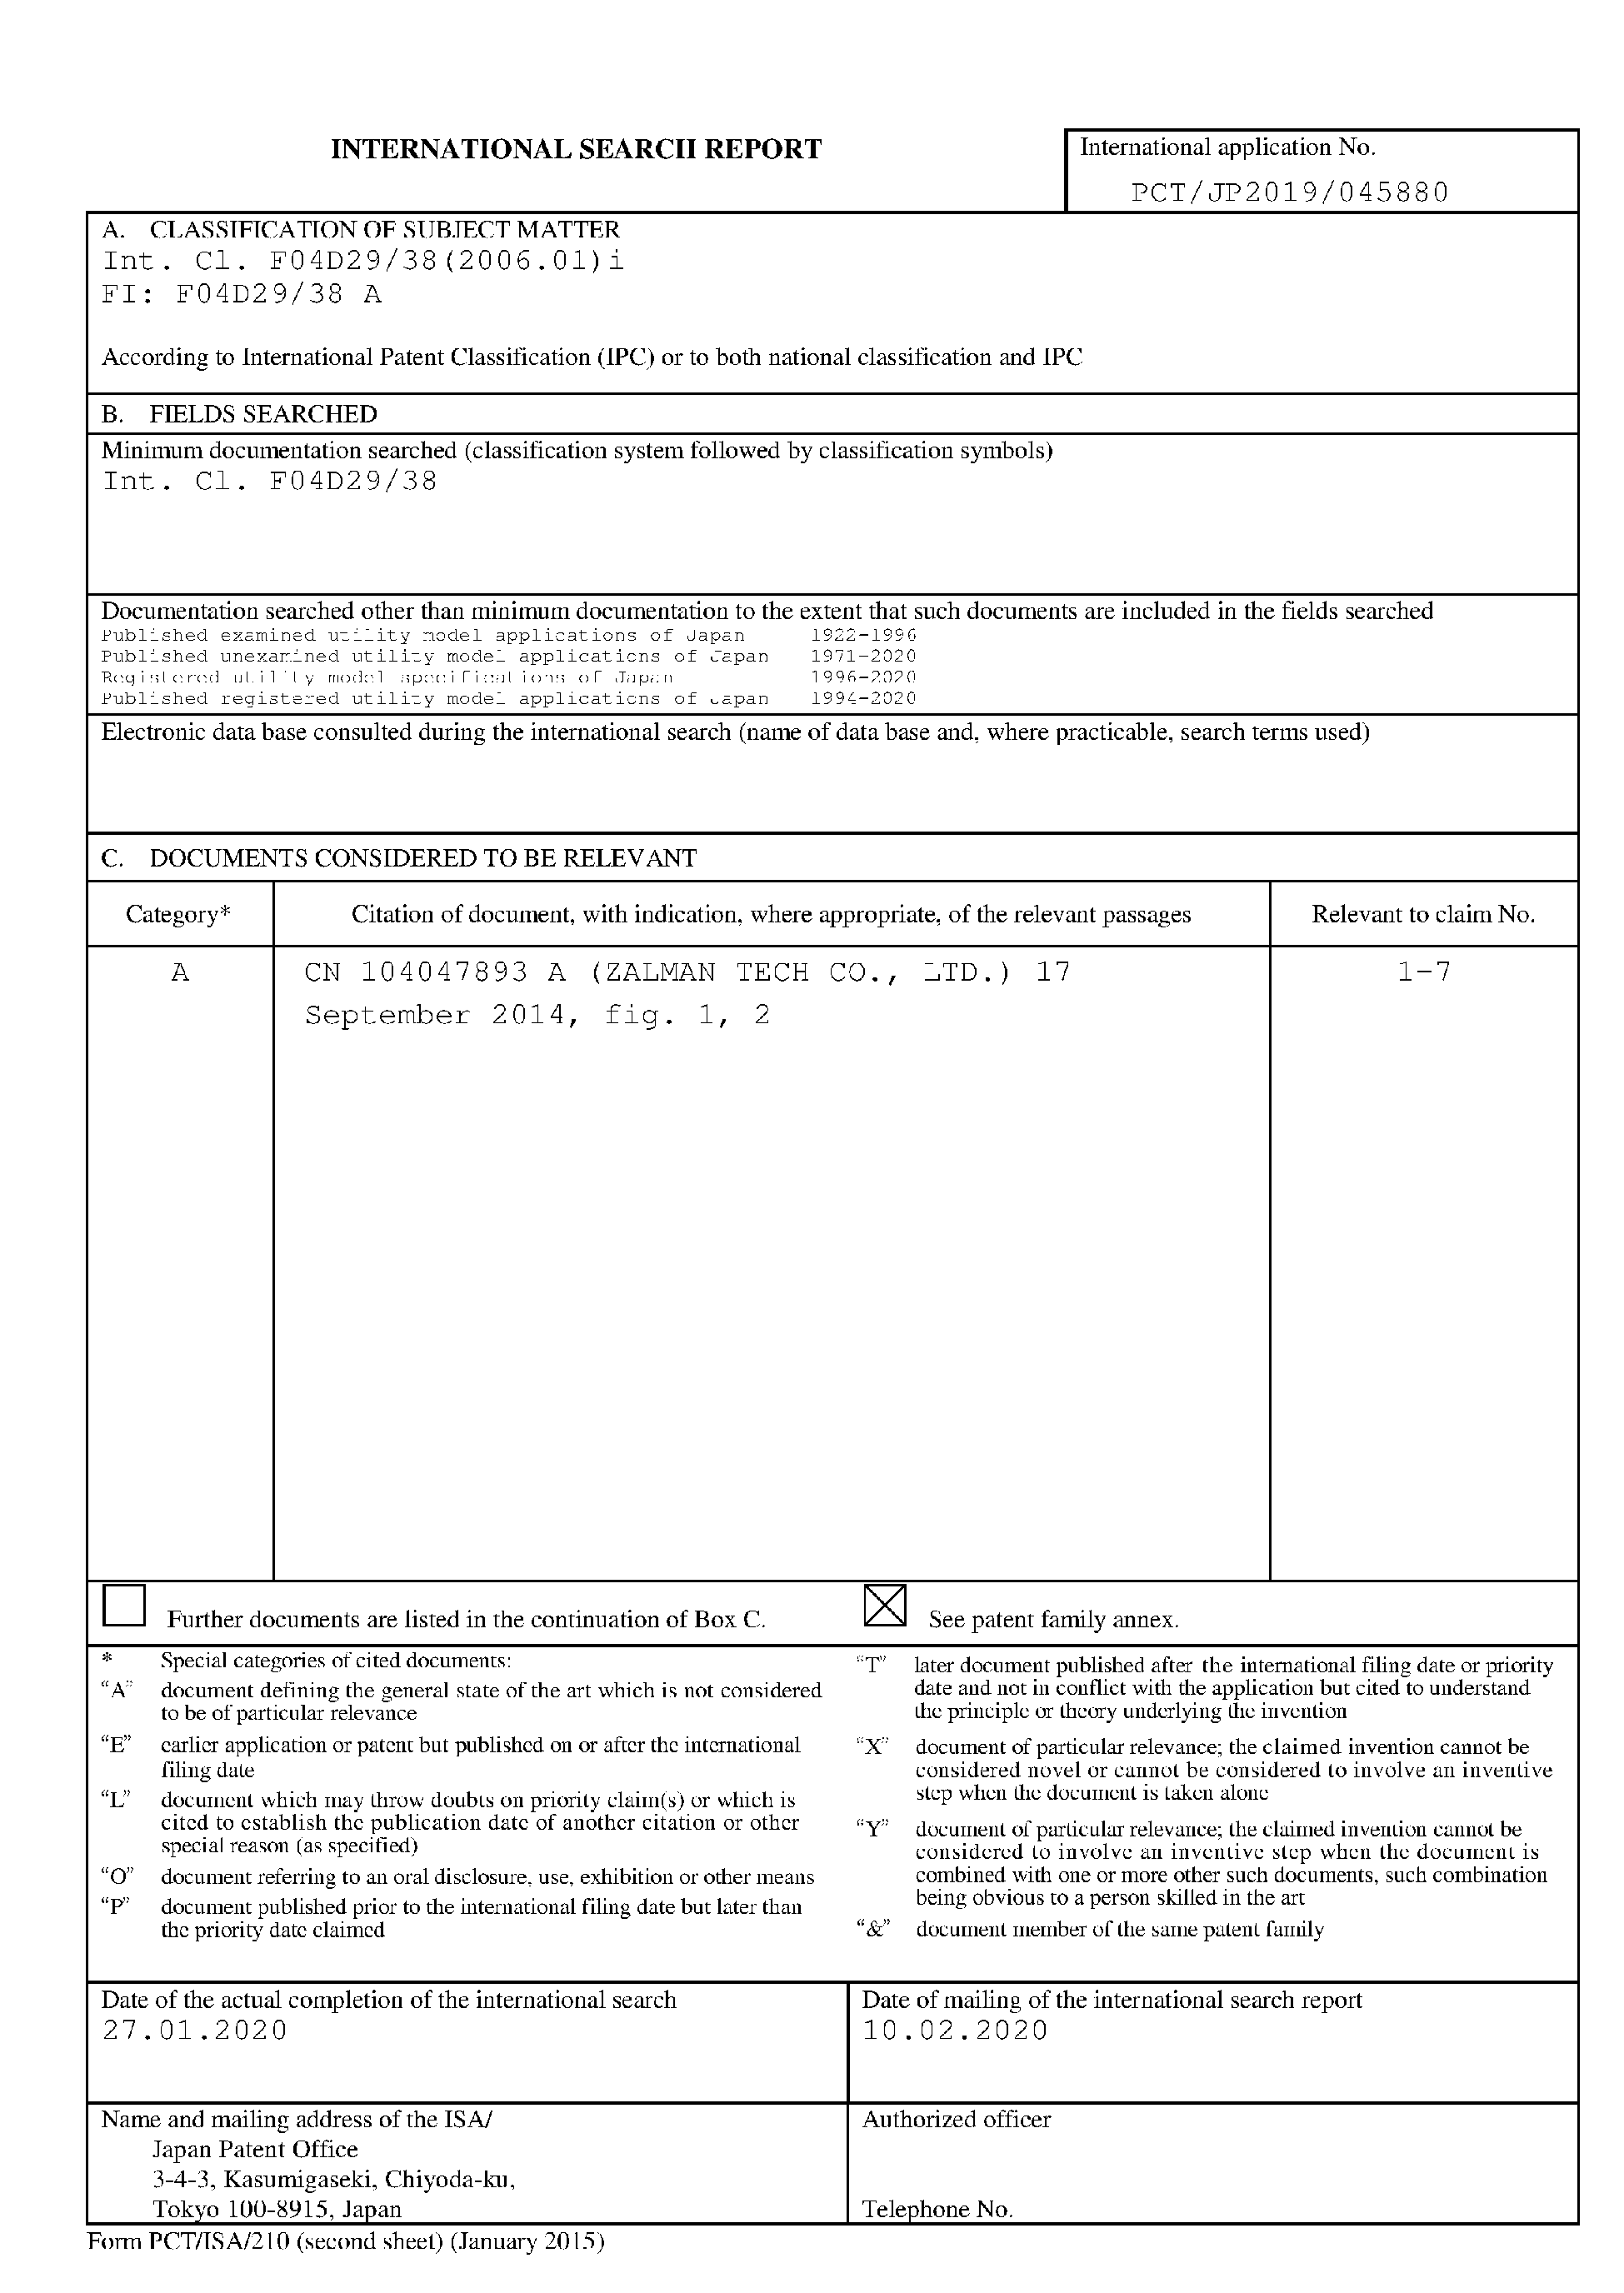 INTERNATIONAL SEARCH REPORT
International application No.
PCT/JP2019/045880
A. CLASSIFICATION OF SUBJECT MATTER
Int. Cl. F04D29/38(2006.01)i
FI: F04D29/38 A
According to International Patent Classification (IPC) or to both national classification and IPC
B. FIELDS SEARCHED
Minimum documentation searched (classification system followed by classification symbols)
Int. Cl. F04D29/38
Documentation searched other than minimum documentation to the extent that such documents are included in the fields searched
Published examined utility model applications of Japan 1922-1996
Published unexamined utility model applications of Japan 1971-2020
Registered utility model specifications of Japan 1996-2020
Published registered utility model applications of Japan 1994-2020
Electronic data base consulted during the international search (name of data base and, where practicable, search terms used)
C. DOCUMENTS CONSIDERED TO BE RELEVANT
Category* Citation of document, with indication, where appropriate, of the relevant passages Relevant to claim No.
A CN 104047893 A (ZALMAN TECH CO., LTD.) 17 1-7
September 2014, fig. 1, 2
Further documents are listed in the continuation of Box C. See patent family annex.
* Special categories of cited documents:
"A" document defining the general state of the art which is not considered
to be of particular relevance
"E" earlier application or patent but published on or after the international
filing date
"L" document which may throw doubts on priority claim(s) or which is
cited to establish the publication date of another citation or other
special reason (as specified)
"O" document referring to an oral disclosure, use, exhibition or other means
"P" document published prior to the international filing date but later than
the priority date claimed
"T" later document published after the international filing date or priority
date and not in conflict with the application but cited to understand
the principle or theory underlying the invention
"X" document of particular relevance; the claimed invention cannot be
considered novel or cannot be considered to involve an inventive
step when the document is taken alone
"Y" document of particular relevance; the claimed invention cannot be
considered to involve an inventive step when the document is
combined with one or more other such documents, such combination
being obvious to a person skilled in the art
"&" document member of the same patent family
Date of the actual completion of the international search
27.01.2020
Date of mailing of the international search report
10.02.2020
Name and mailing address of the ISA/
Japan Patent Office
3-4-3, Kasumigaseki, Chiyoda-ku,
Tokyo 100-8915, Japan
Authorized officer
Telephone No.
Form PCT/ISA/210 (second sheet) (January 2015)